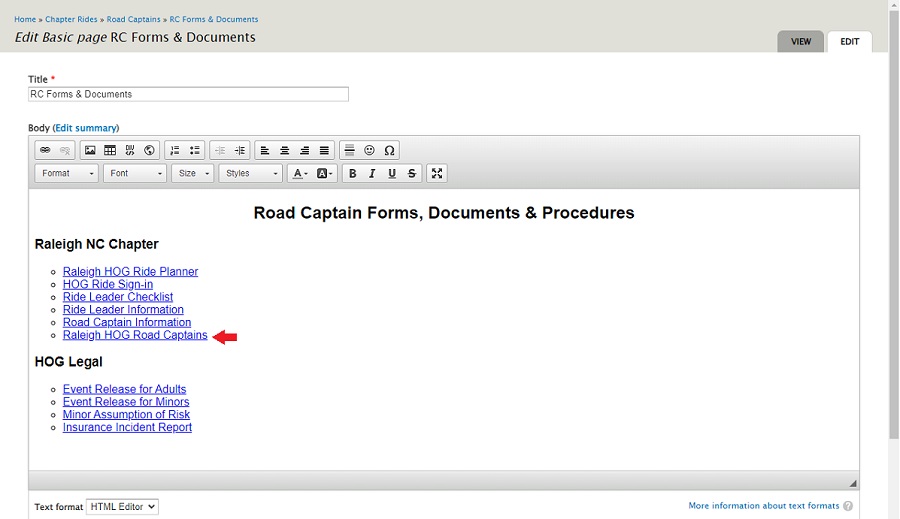 Home » Chapter Rides » Road Captains » RC Forms & Documents
Edit Basic page RC Forms & Documents
VIEW
EDIT
Title *
RC Forms & Documents
Body (Edit summary)
DIV
Format
Font
Size
Styles
A
A
B I U S
Road Captain Forms, Documents & Procedures
Raleigh NC Chapter
Raleigh HOG Ride Planner
HOG Ride Sign-in
Ride Leader Checklist
Ride Leader Information
Road Captain Information
Raleigh HOG Road Captains
HOG Legal
Event Release for Adults
Event Release for Minors
Minor Assumption of Risk
Insurance Incident Report
Text format HTML Editor
More information about text formats ?